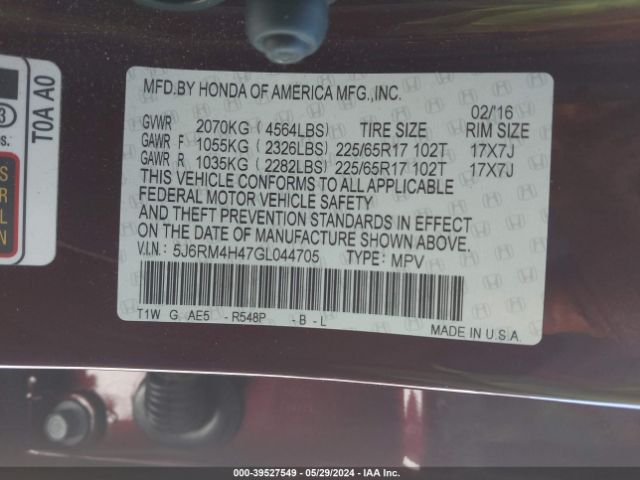 T0A A0
3
s.
S
R
L
N
MFD.BY HONDA OF AMERICA MFG.,INC.
02/'16
GVWR 2070KG (4564LBS) TIRE SIZE RIM SIZE
GAWR F 1055KG (2326LBS) 225/65R17 102T 17X7J
GAWR R 1035KG (2282LBS) 225/65R17 102T 17X7J
THIS VEHICLE CONFORMS TO ALL APPLICABLE
FEDERAL MOTOR VEHICLE SAFETY
AND THEFT PREVENTION STANDARDS IN EFFECT
ON THE DATE OF MANUFACTURE SHOWN ABOVE.
V.I.N.: 5J6RM4H47GL044705 TYPE: MPV
T1W G AE5 - R548P - B - L
MADE IN U.S.A.
000-39527549 - 05/29/2024 - IAA Inc.